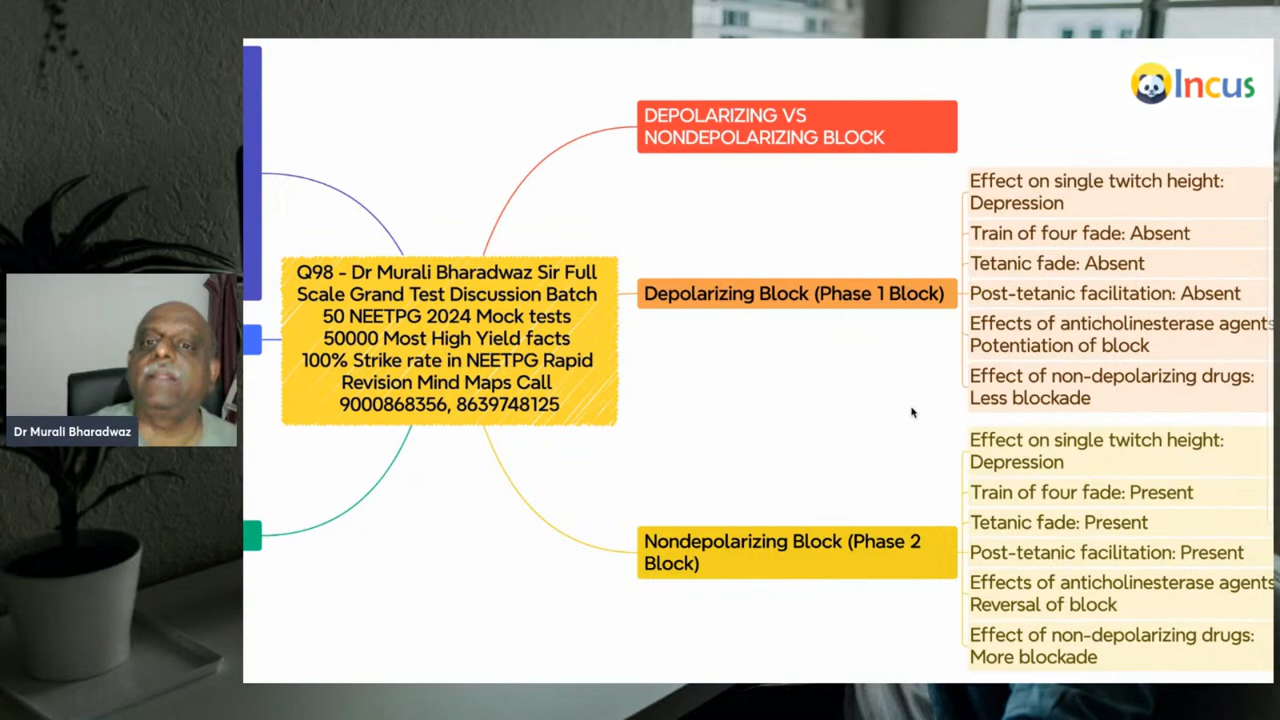 Incus
DEPOLARIZING VS
NONDEPOLARIZING BLOCK
Effect on single twitch height:
Depression
Train of four fade: Absent
Tetanic fade: Absent
Depolarizing Block (Phase 1 Block)
Post-tetanic facilitation: Absent
Effects of anticholinesterase agents
Potentiation of block
Effect of non-depolarizing drugs:
Less blockade
Q98 - Dr Murali Bharadwaz Sir Full
Scale Grand Test Discussion Batch
50 NEETPG 2024 Mock tests
50000 Most High Yield facts
100% Strike rate in NEETPG Rapid
Revision Mind Maps Call
9000868356, 8639748125
Dr Murali Bharadwaz
Nondepolarizing Block (Phase 2
Block)
Effect on single twitch height:
Depression
Train of four fade: Present
Tetanic fade: Present
Post-tetanic facilitation: Present
Effects of anticholinesterase agents
Reversal of block
Effect of non-depolarizing drugs:
More blockade